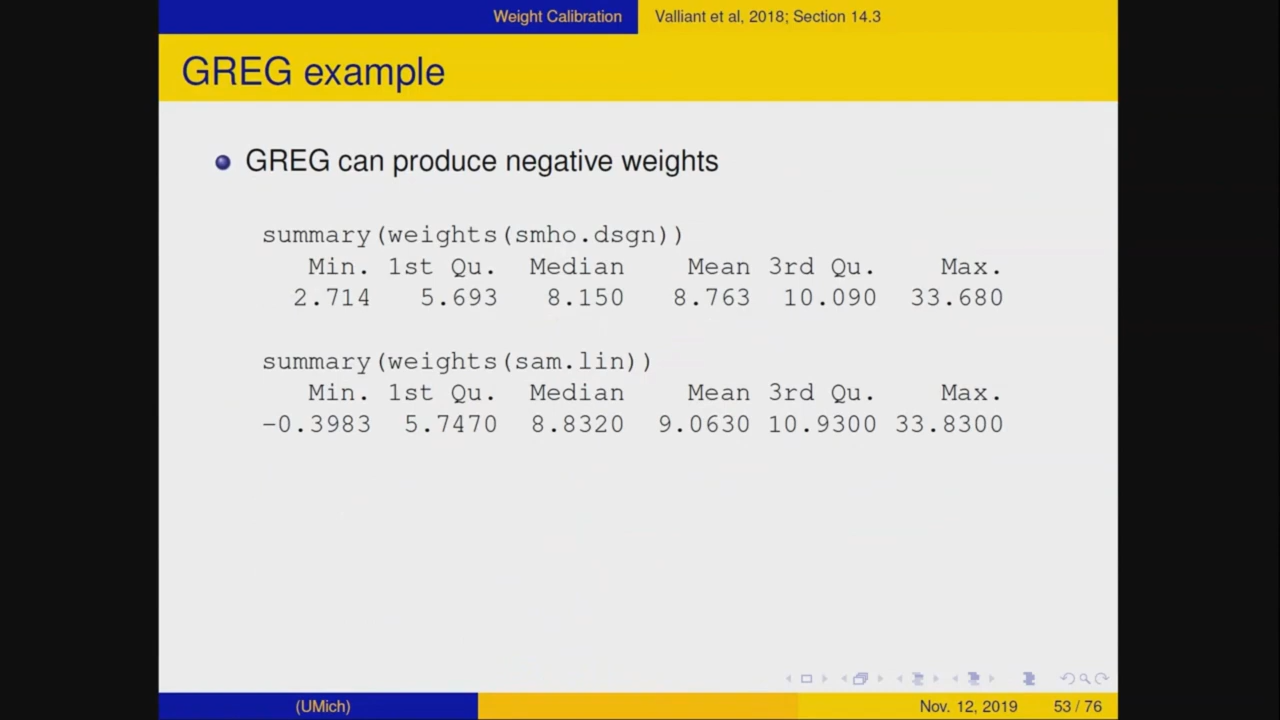 Weight Calibration Valliant et al, 2018; Section 14.3
GREG example
GREG can produce negative weights
summary(weights(smho.dsgn))
Min. 1st Qu. Median Mean 3rd Qu. Max.
2.714 5.693 8.150 8.763 10.090 33.680
summary(weights(sam.lin))
Min. 1st Qu. Median Mean 3rd Qu. Max.
-0.3983 5.7470 8.8320 9.0630 10.9300 33.8300
(UMich) Nov. 12, 2019 53 / 76